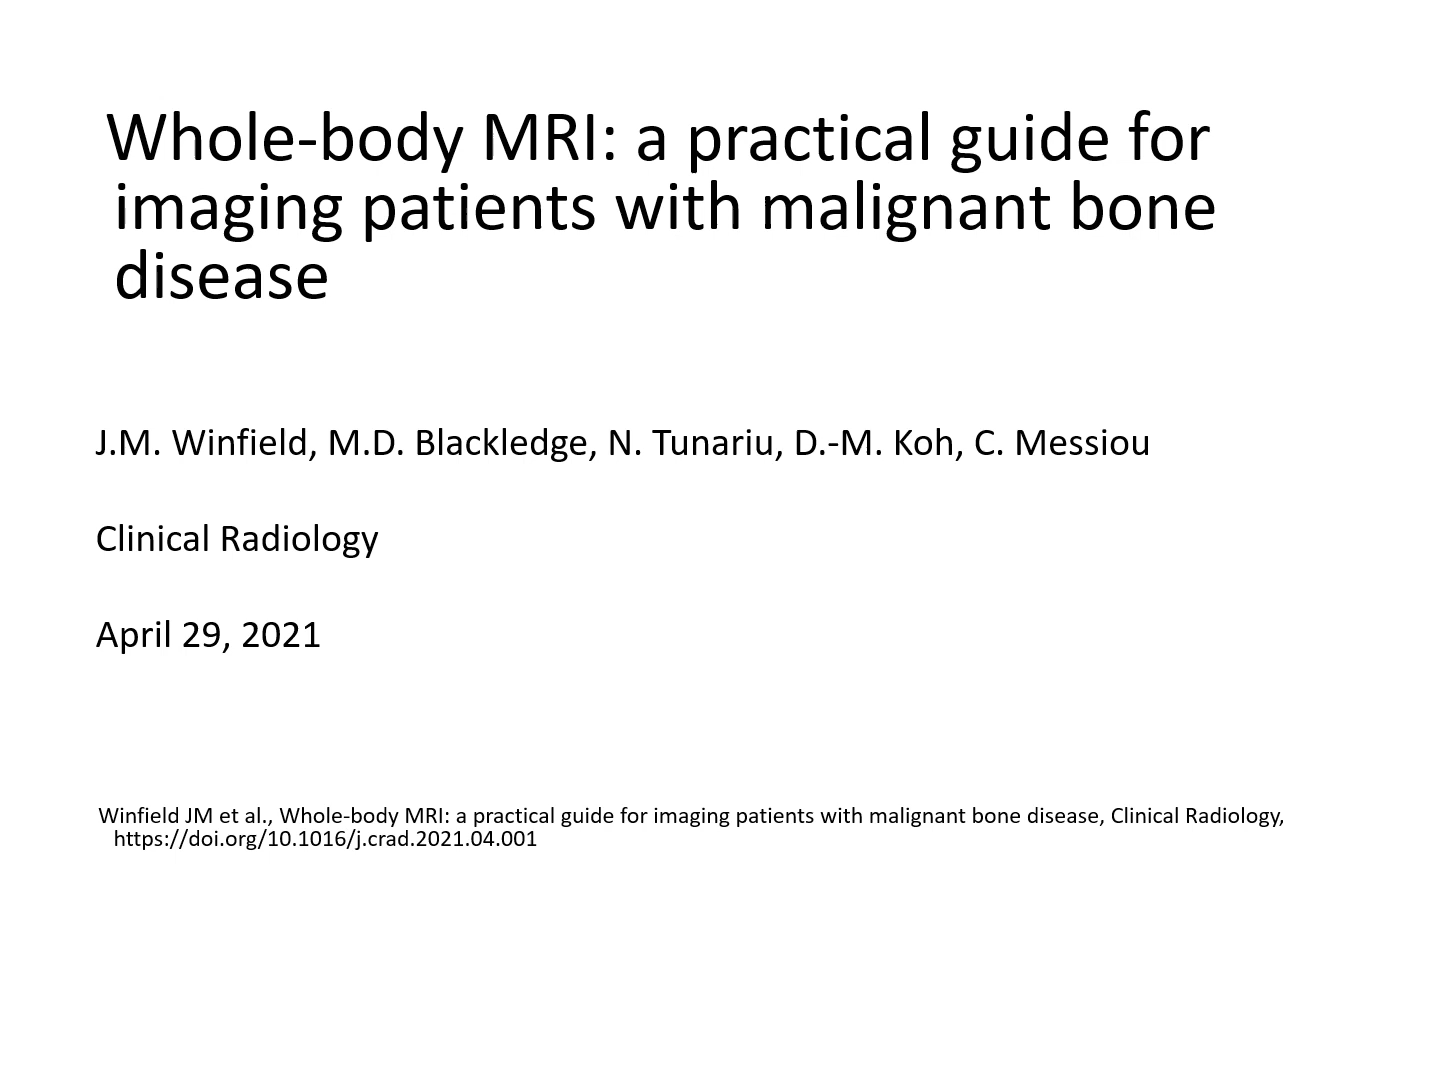 Whole-body MRI: a practical guide for
imaging patients with malignant bone
disease
J.M. Winfield, M.D. Blackledge, N. Tunariu, D.-M. Koh, C. Messiou
Clinical Radiology
April 29, 2021
Winfield JM et al., Whole-body MRI: a practical guide for imaging patients with malignant bone disease, Clinical Radiology,
https://doi.org/10.1016/j.crad.2021.04.001